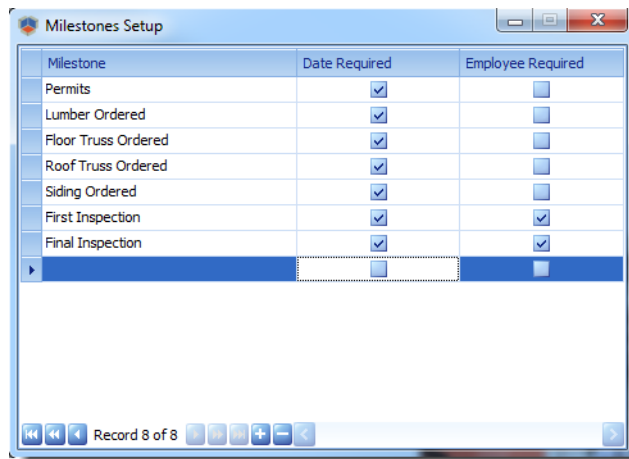 Milestones Setup
Milestone Date Required Employee Required
Permits
Lumber Ordered
Floor Truss Ordered
Roof Truss Ordered
Siding Ordered
First Inspection
Final Inspection
Record 8 of 8